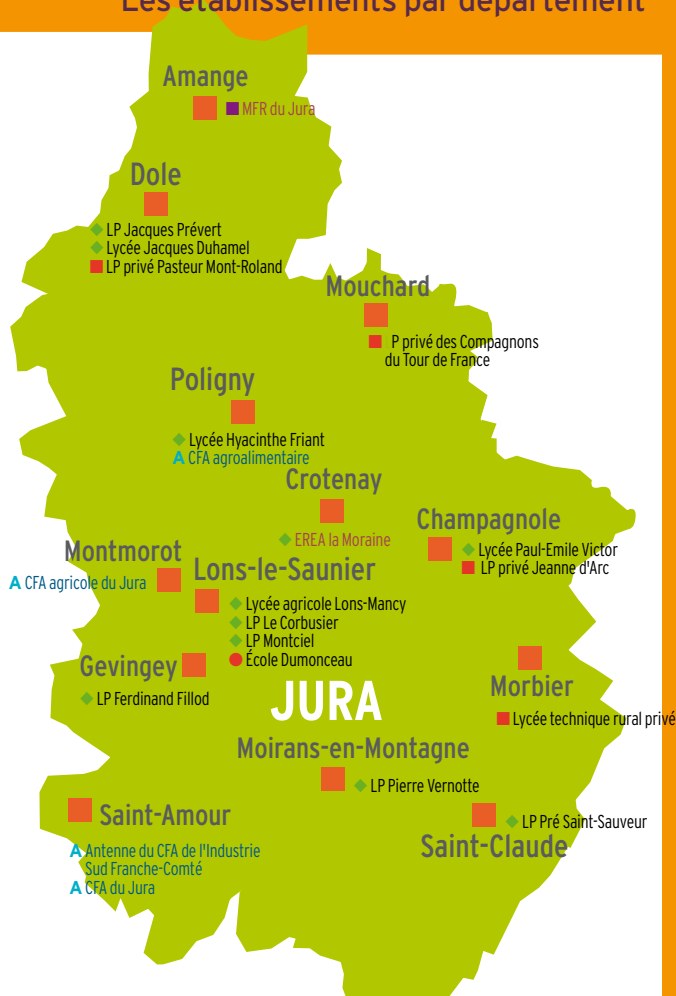 Les établissements par département
Amange
MFR du Jura
Dole
LP Jacques Prévert
Lycée Jacques Duhamel
LP privé Pasteur Mont-Roland
Mouchard
P privé des Compagnons
du Tour de France
Poligny
Lycée Hyacinthe Friant
A CFA agroalimentaire
Crotenay
EREA la Moraine
Champagnole
Lycée Paul-Emile Victor
LP privé Jeanne d'Arc
Montmorot
A CFA agricole du Jura
Lons-le-Saunier
Lycée agricole Lons-Mancy
LP Le Corbusier
LP Montciel
École Dumonceau
Gevingey
LP Ferdinand Fillod
JURA
Morbier
Lycée technique rural privé
Moirans-en-Montagne
LP Pierre Vernotte
Saint-Amour
A Antenne du CFA de l'Industrie
Sud Franche-Comté
A CFA du Jura
LP Pré Saint-Sauveur
Saint-Claude